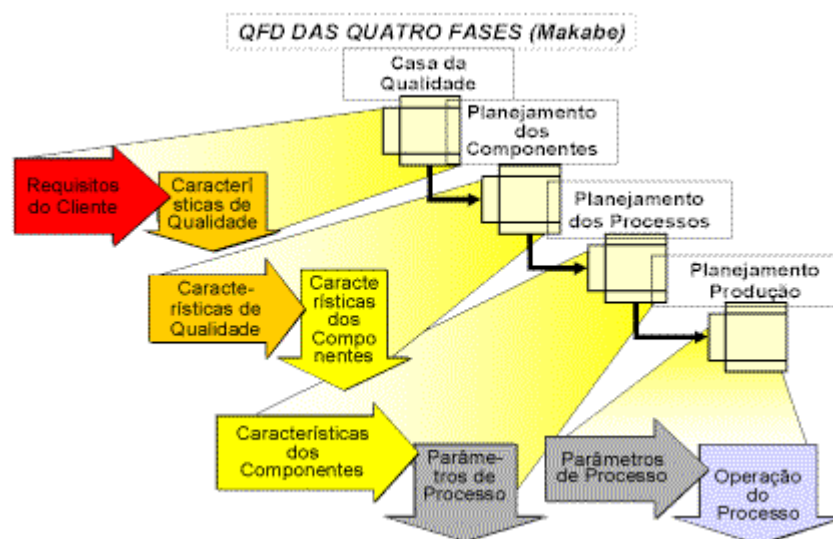 QFD DAS QUATRO FASES (Makabe)
Casa da
Qualidade
Planejamento
dos
Componentes
Requisitos
do Cliente
Caracterí
sticas de
Qualidade
Planejamento
dos Processos
Caracte-
rísticas
de Qualidade
Caracte
rísticas
dos
Compo
nentes
Planejamento
Produção
Características
dos
Componentes
Parâme-
tros de
Processo
Parâmetros
de Processo
Operação
do
Processo